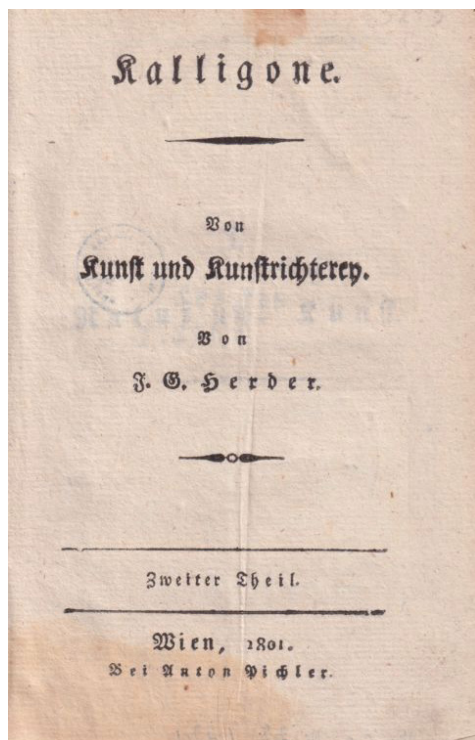 Kalligone.
Von
Kunst und Kunstrichterey.
Von
J. G. Herder.
Zweiter Theil.
Wien, 1801.
Bei Anton Pichler.